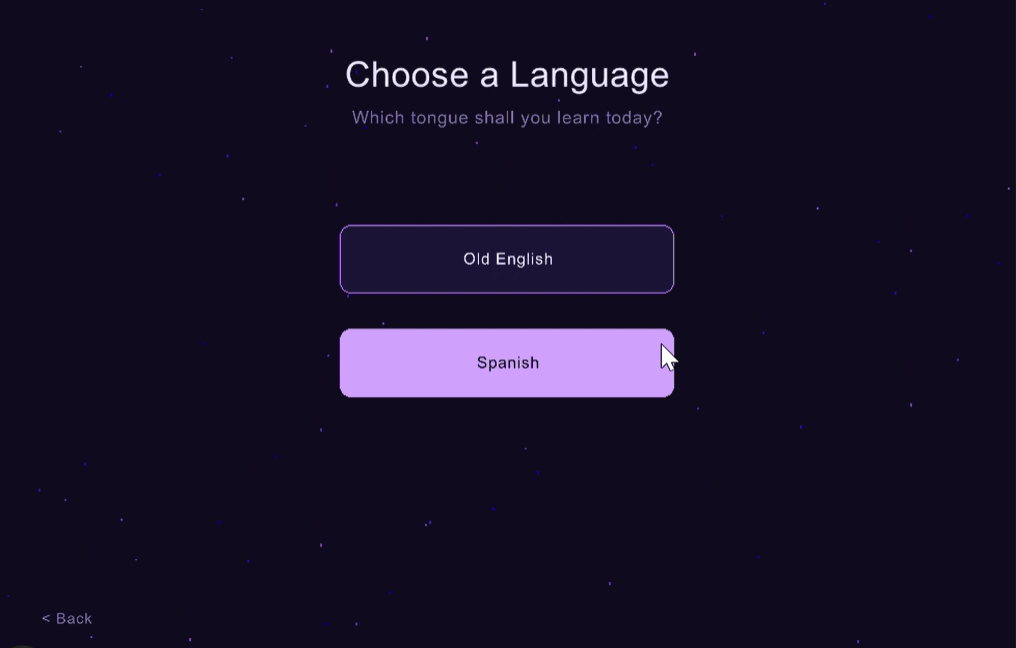 Choose a Language
Which tongue shall you learn today?
Old English
Spanish
< Back